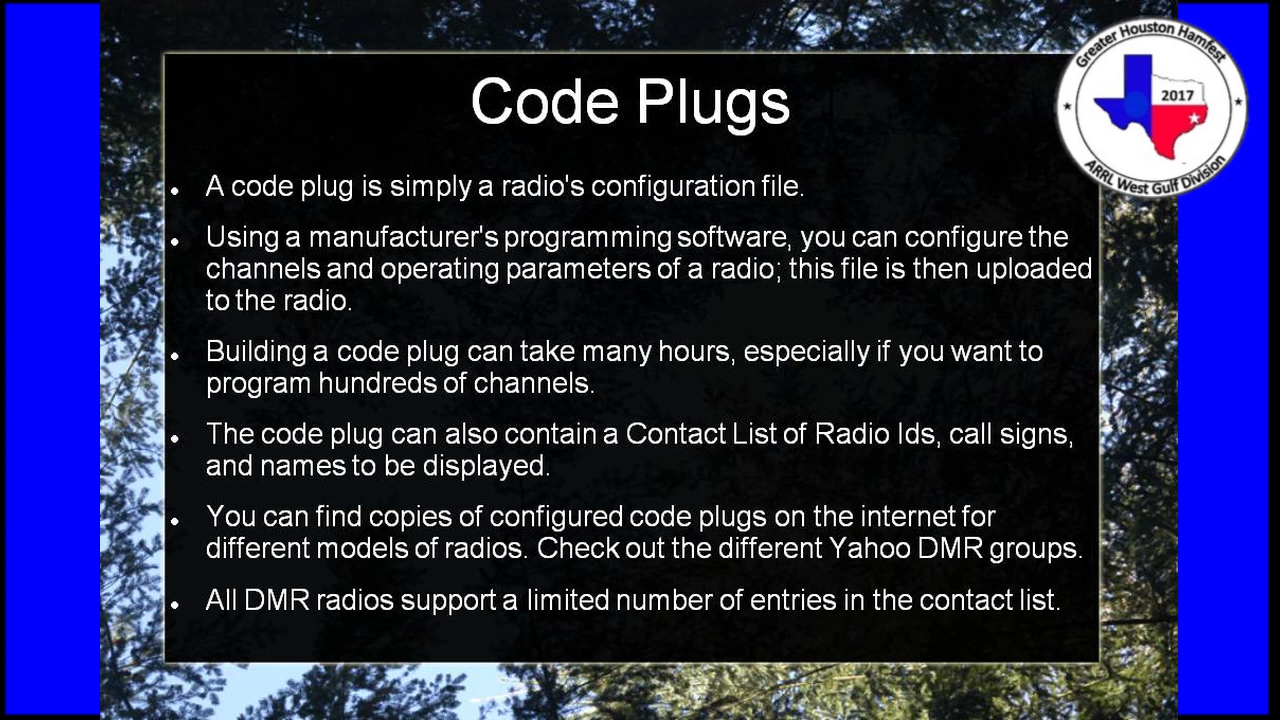 Code Plugs
Greater Houston Hamfest
2017
ARRL West Gulf Division
A code plug is simply a radio's configuration file.
Using a manufacturer's programming software, you can configure the
channels and operating parameters of a radio; this file is then uploaded
to the radio.
Building a code plug can take many hours, especially if you want to
program hundreds of channels.
The code plug can also contain a Contact List of Radio Ids, call signs,
and names to be displayed.
You can find copies of configured code plugs on the internet for
different models of radios. Check out the different Yahoo DMR groups.
All DMR radios support a limited number of entries in the contact list.